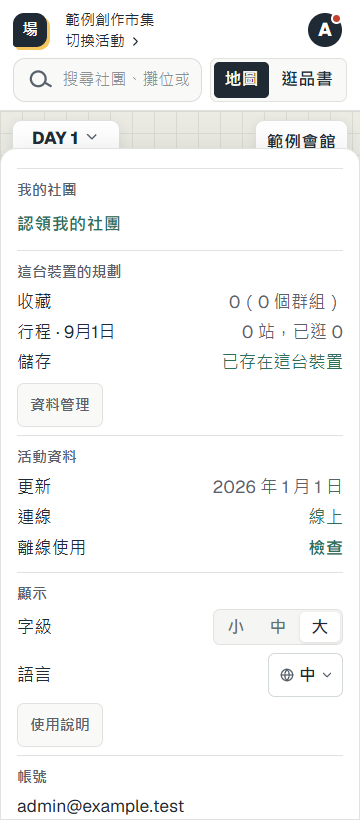 場
範例創作市集
切換活動
A
搜尋社團、攤位或
地圖
逛品書
DAY 1
範例會館
我的社團
認領我的社團
這台裝置的規劃
收藏 0（0 個群組）
行程 · 9月1日 0 站，已逛 0
儲存 已存在這台裝置
資料管理
活動資料
更新 2026 年 1 月 1 日
連線 線上
離線使用 檢查
顯示
字級 小 中 大
語言 中
使用說明
帳號
admin@example.test